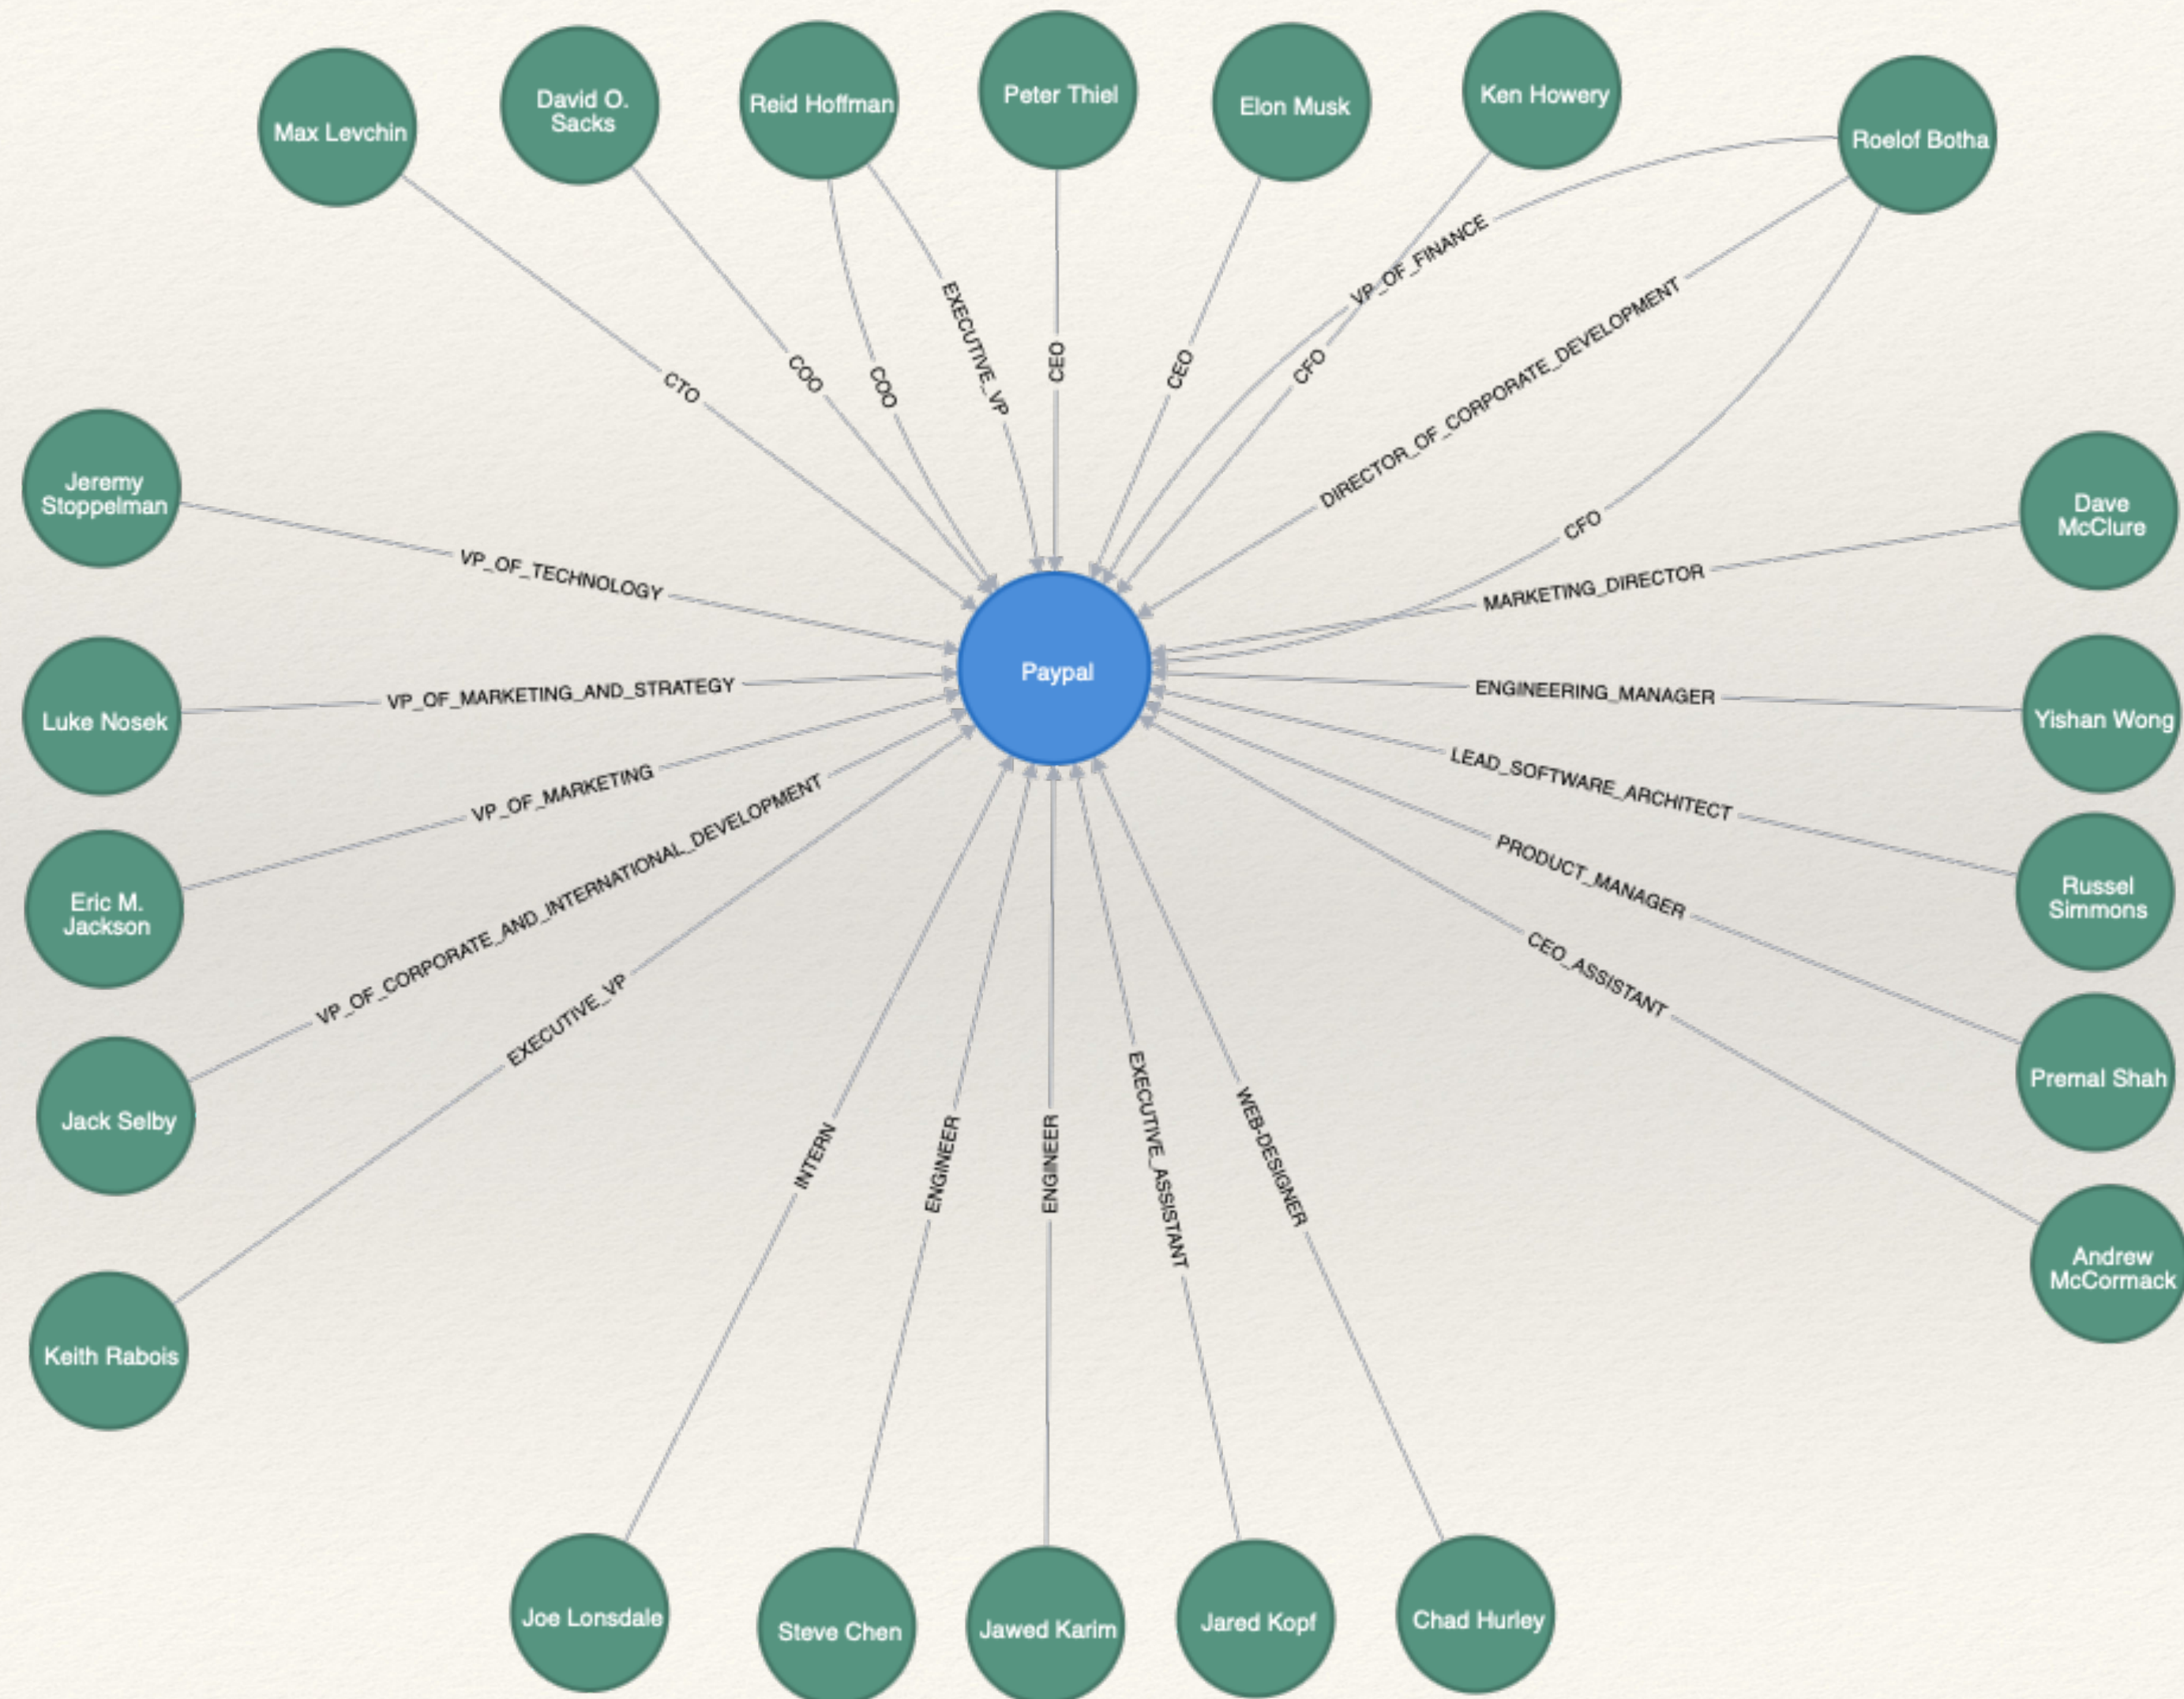 Max Levchin
David O.
Sacks
Reid Hoffman
Peter Thiel
Elon Musk
Ken Howery
Roelof Botha
CTO
COO
COO
EXECUTIVE_VP
CEO
CEO
CFO
VP_OF_FINANCE
DIRECTOR_OF_CORPORATE_DEVELOPMENT
CFO
Jeremy
Stoppelman
VP_OF_TECHNOLOGY
Dave
McClure
MARKETING_DIRECTOR
Luke Nosek
VP_OF_MARKETING_AND_STRATEGY
Paypal
ENGINEERING_MANAGER
Yishan Wong
Eric M.
Jackson
VP_OF_MARKETING
LEAD_SOFTWARE_ARCHITECT
Russel
Simmons
Jack Selby
VP_OF_CORPORATE_AND_INTERNATIONAL_DEVELOPMENT
PRODUCT_MANAGER
Premal Shah
Keith Rabois
EXECUTIVE_VP
CEO_ASSISTANT
Andrew
McCormack
INTERN
ENGINEER
ENGINEER
EXECUTIVE_ASSISTANT
WEB-DESIGNER
Joe Lonsdale
Steve Chen
Jawed Karim
Jared Kopf
Chad Hurley